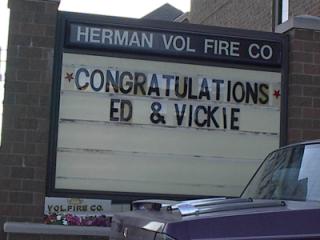 HERMAN VOL FIRE CO
CONGRATULATIONS
ED & VICKIE
VOL.FIRE CO.